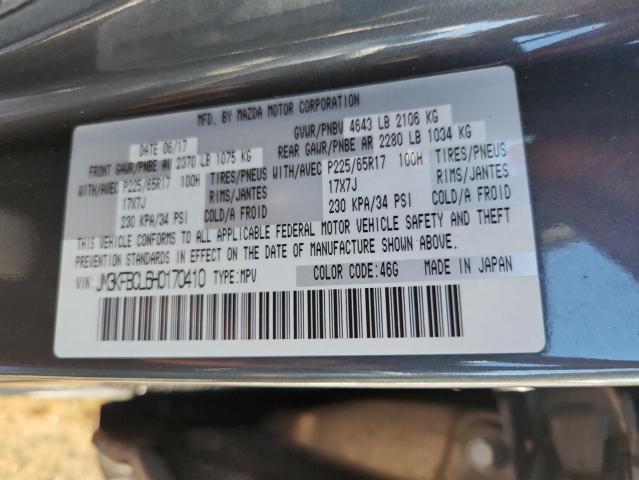 MFD. BY MAZDA MOTOR CORPORATION
DATE 06/17 GVWR/PNBV 4643 LB 2106 KG
FRONT GAWR/PNBE AV 2370 LB 1075 KG REAR GAWR/PNBE AR 2280 LB 1034 KG
WITH/AVEC P225/65R17 100H TIRES/PNEUS WITH/AVEC P225/65R17 100H TIRES/PNEUS
17X7J RIMS/JANTES 17X7J RIMS/JANTES
230 KPA/34 PSI COLD/A FROID 230 KPA/34 PSI COLD/A FROID
THIS VEHICLE CONFORMS TO ALL APPLICABLE FEDERAL MOTOR VEHICLE SAFETY AND THEFT
PREVENTION STANDARDS IN EFFECT ON THE DATE OF MANUFACTURE SHOWN ABOVE.
VIN: JM3KFBCL6H0170410 TYPE:MPV COLOR CODE:46G MADE IN JAPAN